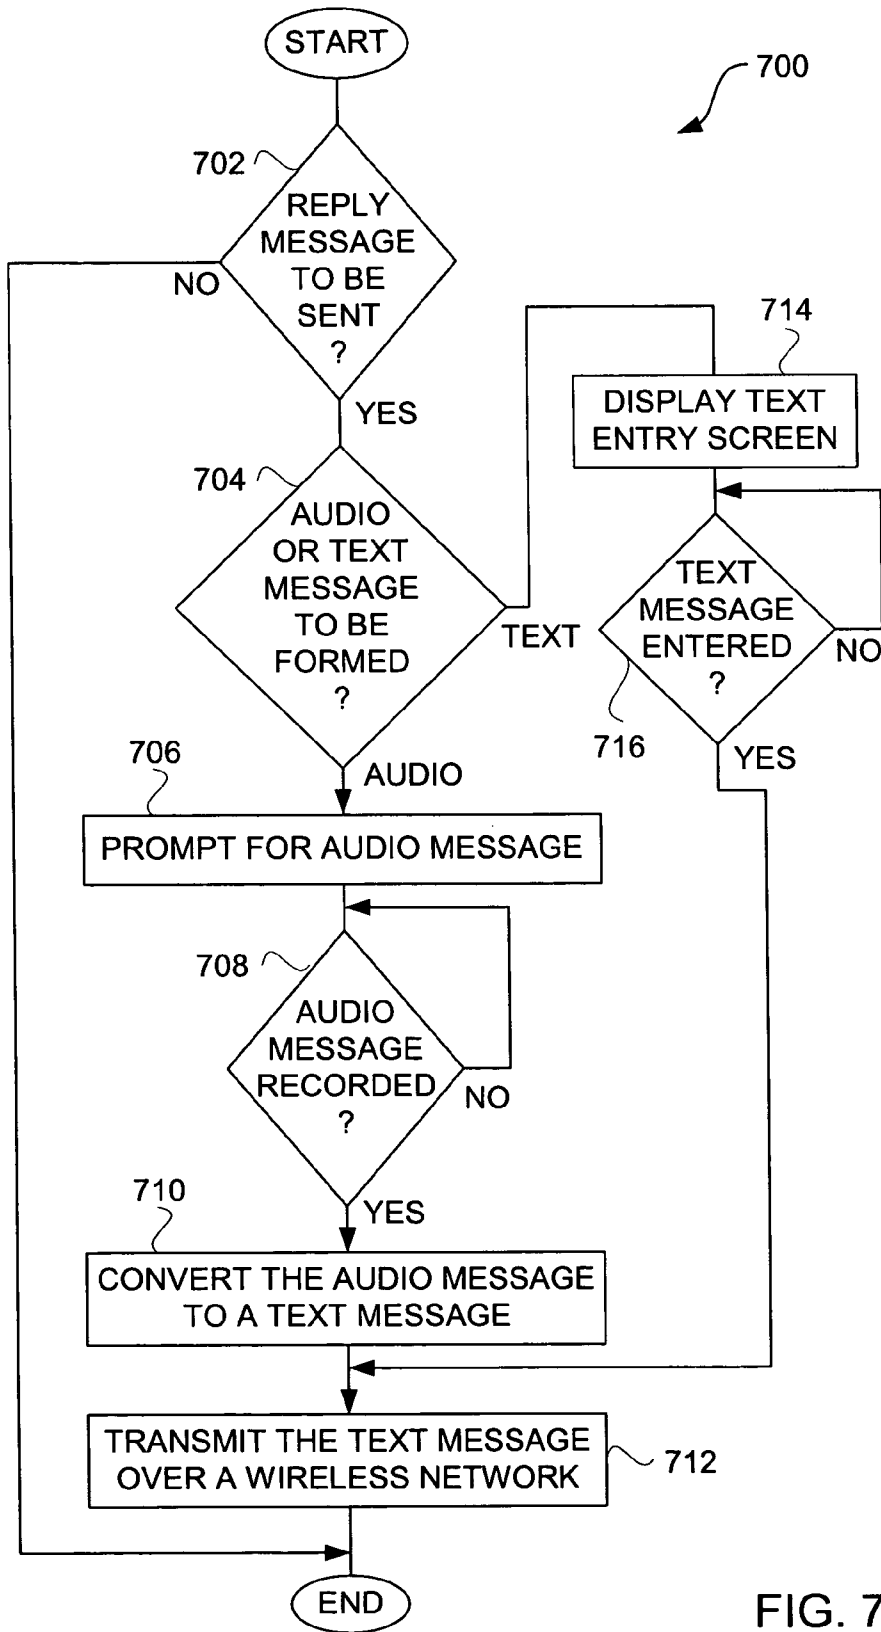 START
700
702
REPLY
MESSAGE
TO BE
SENT
?
NO
YES
714
DISPLAY TEXT
ENTRY SCREEN
704
AUDIO
OR TEXT
MESSAGE
TO BE
FORMED
?
TEXT
TEXT
MESSAGE
ENTERED
?
NO
716
YES
AUDIO
706
PROMPT FOR AUDIO MESSAGE
708
AUDIO
MESSAGE
RECORDED
?
NO
YES
710
CONVERT THE AUDIO MESSAGE
TO A TEXT MESSAGE
TRANSMIT THE TEXT MESSAGE
OVER A WIRELESS NETWORK
712
END
FIG. 7